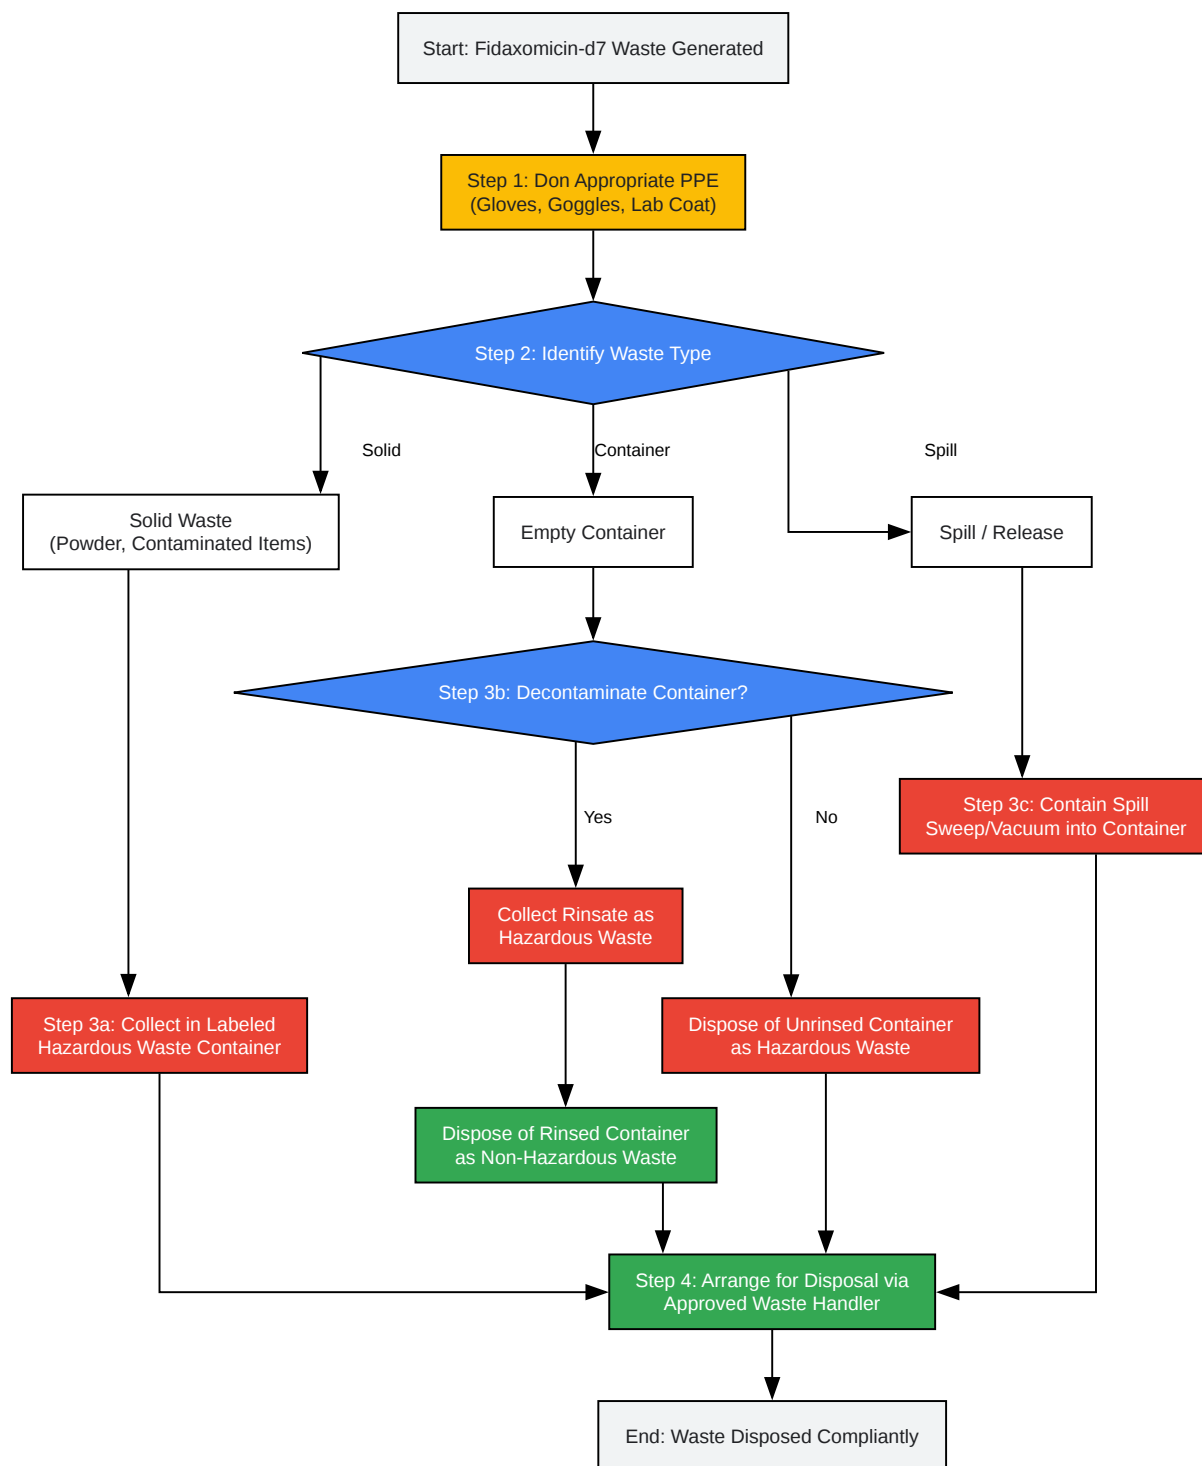 Start: Fidaxomicin-d7 Waste Generated
Step 1: Don Appropriate PPE
(Gloves, Goggles, Lab Coat)
Step 2: Identify Waste Type
Solid
Container
Spill
Solid Waste
(Powder, Contaminated Items)
Empty Container
Spill / Release
Step 3b: Decontaminate Container?
Yes
No
Step 3c: Contain Spill
Sweep/Vacuum into Container
Collect Rinsate as
Hazardous Waste
Step 3a: Collect in Labeled
Hazardous Waste Container
Dispose of Unrinsed Container
as Hazardous Waste
Dispose of Rinsed Container
as Non-Hazardous Waste
Step 4: Arrange for Disposal via
Approved Waste Handler
End: Waste Disposed Compliantly